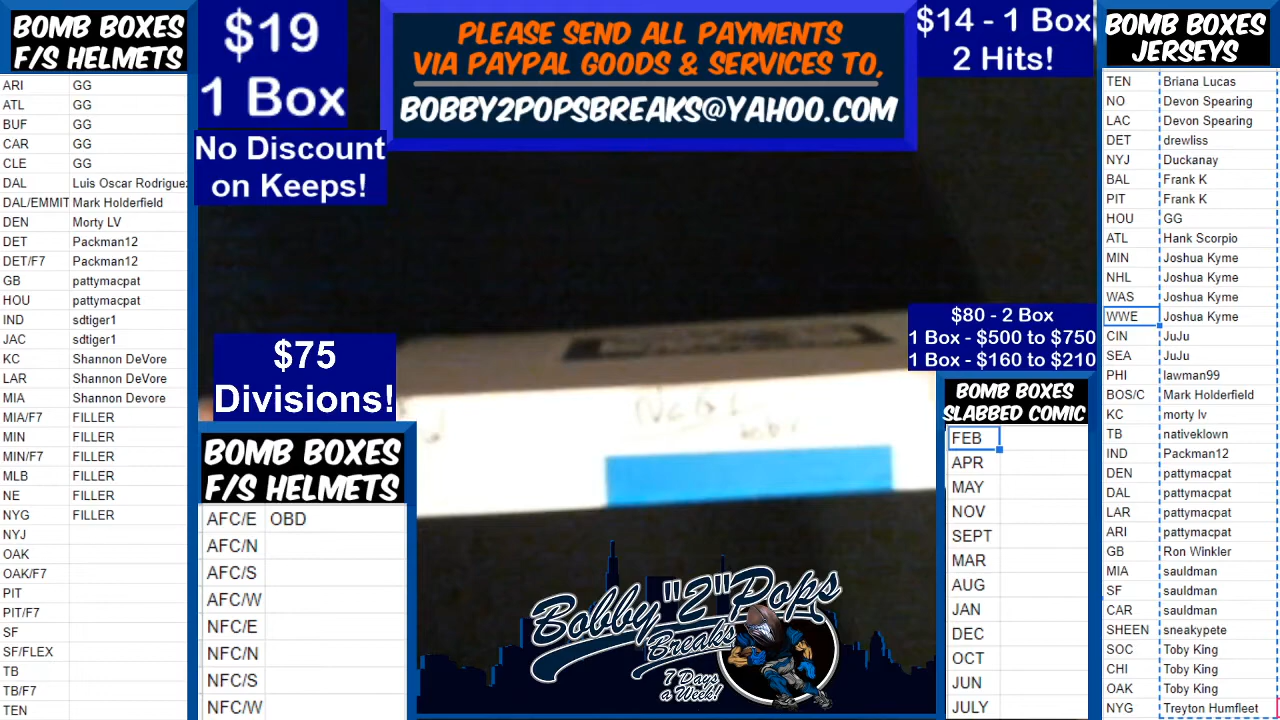 BOMB BOXES
F/S HELMETS
ARI GG
ATL GG
BUF GG
CAR GG
CLE GG
DAL Luis Oscar Rodriguez
DAL/EMMIT Mark Holderfield
DEN Morty LV
DET Packman12
DET/F7 Packman12
GB pattymacpat
HOU pattymacpat
IND sdtiger1
JAC sdtiger1
KC Shannon DeVore
LAR Shannon DeVore
MIA Shannon Devore
MIA/F7 FILLER
MIN FILLER
MIN/F7 FILLER
MLB FILLER
NE FILLER
NYG FILLER
NYJ
OAK
OAK/F7
PIT
PIT/F7
SF
SF/FLEX
TB
TB/F7
TEN
$19
1 Box
No Discount
on Keeps!
$75
Divisions!
BOMB BOXES
F/S HELMETS
AFC/E OBD
AFC/N
AFC/S
AFC/W
NFC/E
NFC/N
NFC/S
NFC/W
PLEASE SEND ALL PAYMENTS
VIA PAYPAL GOODS & SERVICES TO,
BOBBY2POPSBREAKS@YAHOO.COM
Bobby "2" Pops
Breaks
7 Days
a Week!
$14 - 1 Box
2 Hits!
$80 - 2 Box
1 Box - $500 to $750
1 Box - $160 to $210
BOMB BOXES
SLABBED COMIC
FEB
APR
MAY
NOV
SEPT
MAR
AUG
JAN
DEC
OCT
JUN
JULY
BOMB BOXES
JERSEYS
TEN Briana Lucas
NO Devon Spearing
LAC Devon Spearing
DET drewliss
NYJ Duckanay
BAL Frank K
PIT Frank K
HOU GG
ATL Hank Scorpio
MIN Joshua Kyme
NHL Joshua Kyme
WAS Joshua Kyme
WWE Joshua Kyme
CIN JuJu
SEA JuJu
PHI lawman99
BOS/C Mark Holderfield
KC morty lv
TB nativeklown
IND Packman12
DEN pattymacpat
DAL pattymacpat
LAR pattymacpat
ARI pattymacpat
GB Ron Winkler
MIA sauldman
SF sauldman
CAR sauldman
SHEEN sneakypete
SOC Toby King
CHI Toby King
OAK Toby King
NYG Treyton Humfleet